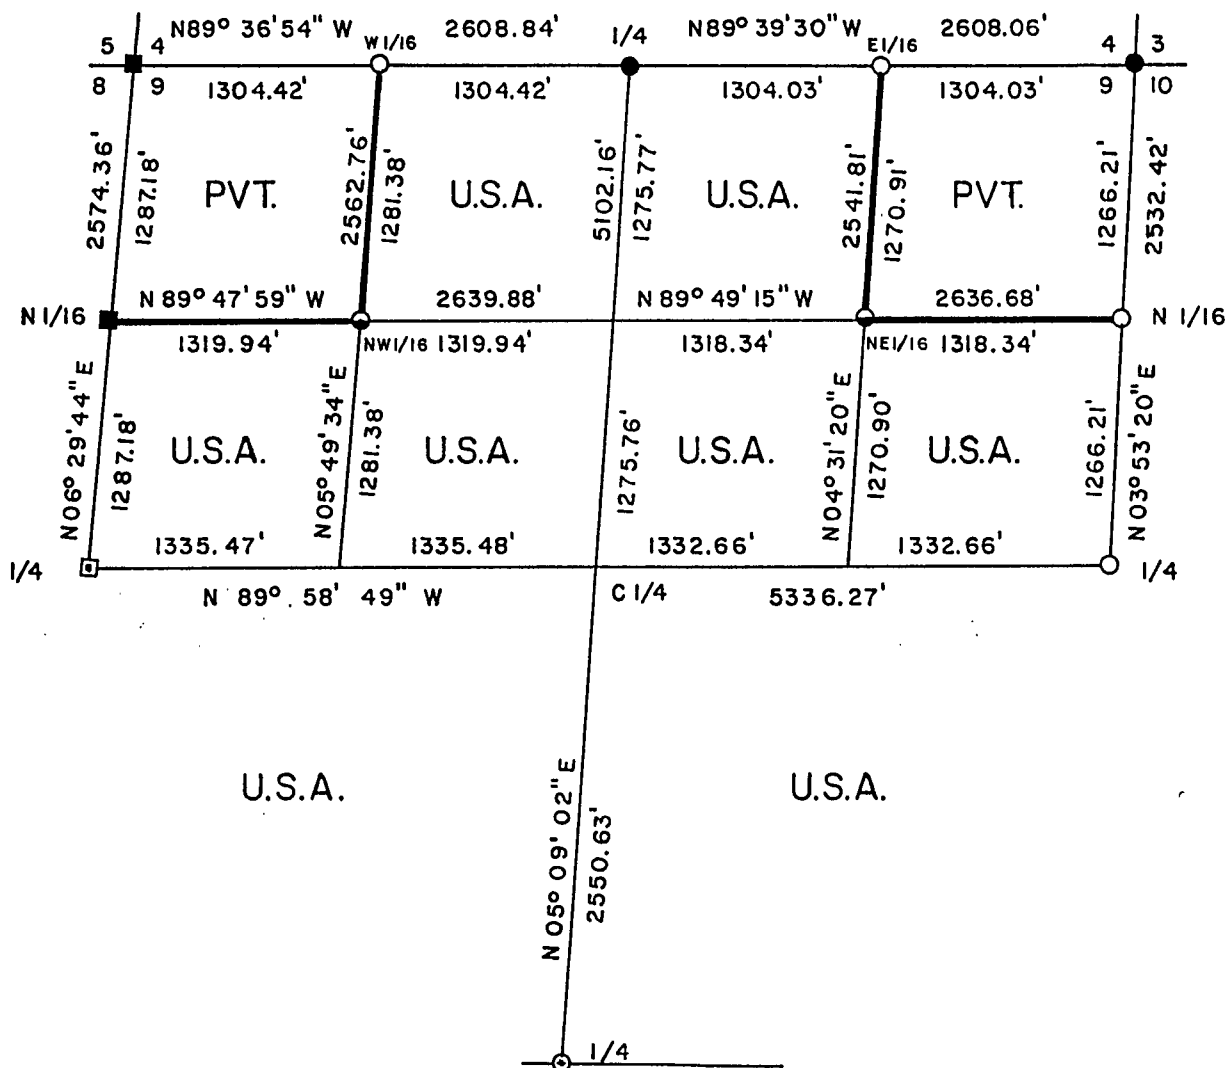 N89° 36' 54" W
2608.84'
N89° 39' 30" W
2608.06'
5
4
W 1/16
1/4
E1/16
4
3
8
9
1304.42'
1304.42'
1304.03'
1304.03'
9
10
2574.36'
1287.18'
PVT.
2562.76'
1281.38'
U.S.A.
5102.16'
1275.77'
U.S.A.
2541.81'
1270.91'
PVT.
1266.21'
2532.42'
N 89° 47' 59" W
2639.88'
N 89° 49' 15" W
2636.68'
N 1/16
N 1/16
1319.94'
NW1/16
1319.94'
1318.34'
NE1/16
1318.34'
N06° 29' 44" E
1287.18'
U.S.A.
N05° 49' 34" E
1281.38'
U.S.A.
1275.76'
U.S.A.
N04° 31' 20" E
1270.90'
U.S.A.
1266.21'
N 03° 53' 20" E
1335.47'
1335.48'
1332.66'
1332.66'
1/4
1/4
N 89° 58' 49" W
C 1/4
5336.27'
U.S.A.
U.S.A.
N 05° 09' 02" E
2550.63'
1/4